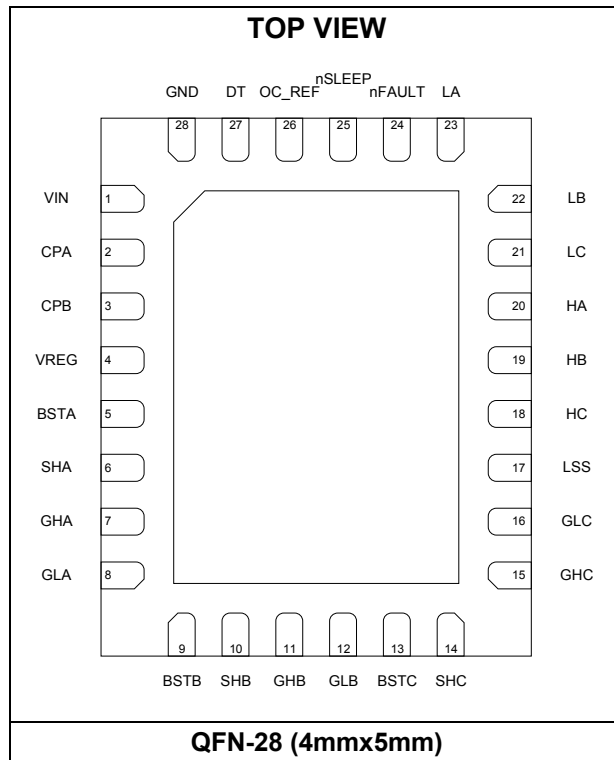 TOP VIEW
nSLEEP
GND DT OC_REF nFAULT LA
28 27 26 25 24 23
VIN 1 22 LB
CPA 2 21 LC
CPB 3 20 HA
VREG 4 19 HB
BSTA 5 18 HC
SHA 6 17 LSS
GHA 7 16 GLC
GLA 8 15 GHC
9 10 11 12 13 14
BSTB SHB GHB GLB BSTC SHC
QFN-28 (4mmx5mm)